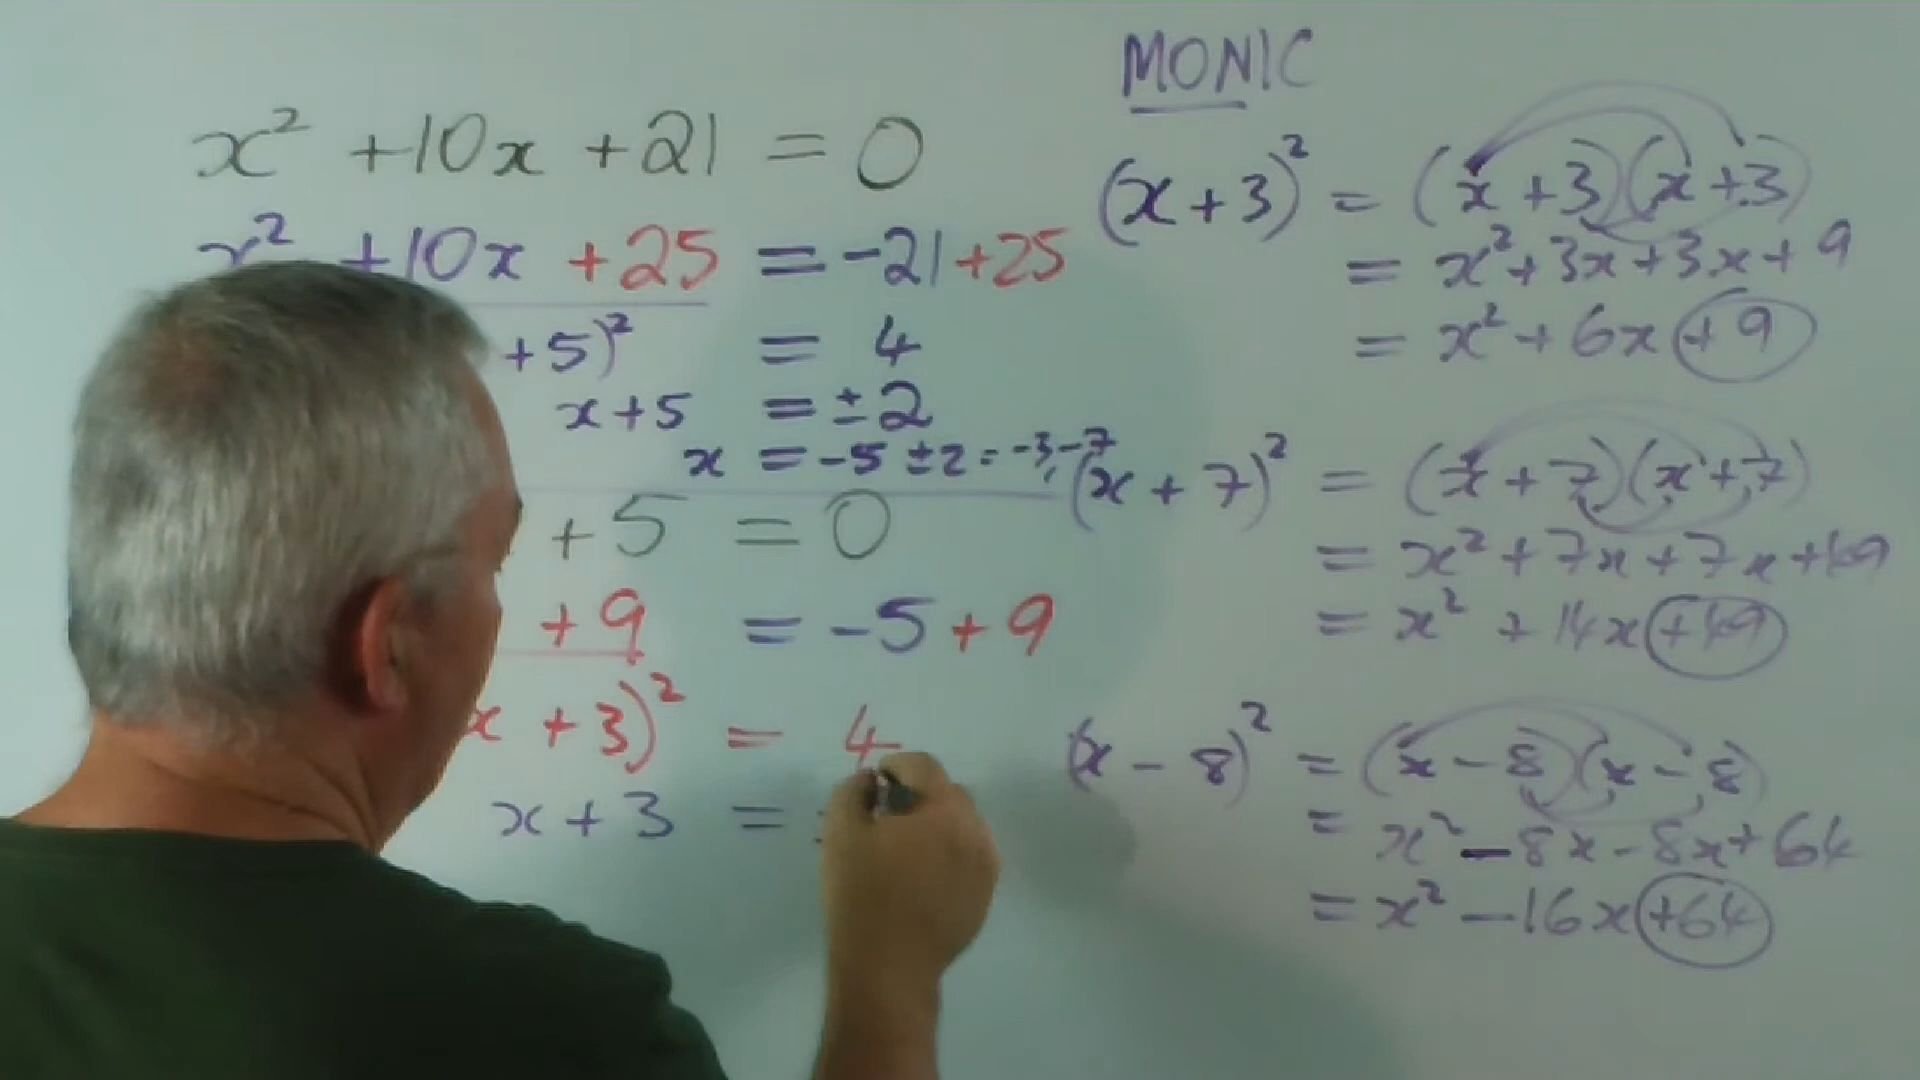 x² +10x +21 = 0
x² +10x +25 = -21 +25
+5)² = 4
x+5 = ±2
x = -5 ±2 = -3,-7
+5 = 0
+9 = -5 +9
x +3)² = 4
x+3 =
MONIC
(x+3)² = (x+3)(x+3)
= x²+3x+3x+9
= x²+6x+9
(x+7)² = (x+7)(x+7)
= x²+7x+7x+49
= x² +14x+49
(x-8)² = (x-8)(x-8)
= x²-8x-8x+64
= x²-16x+64